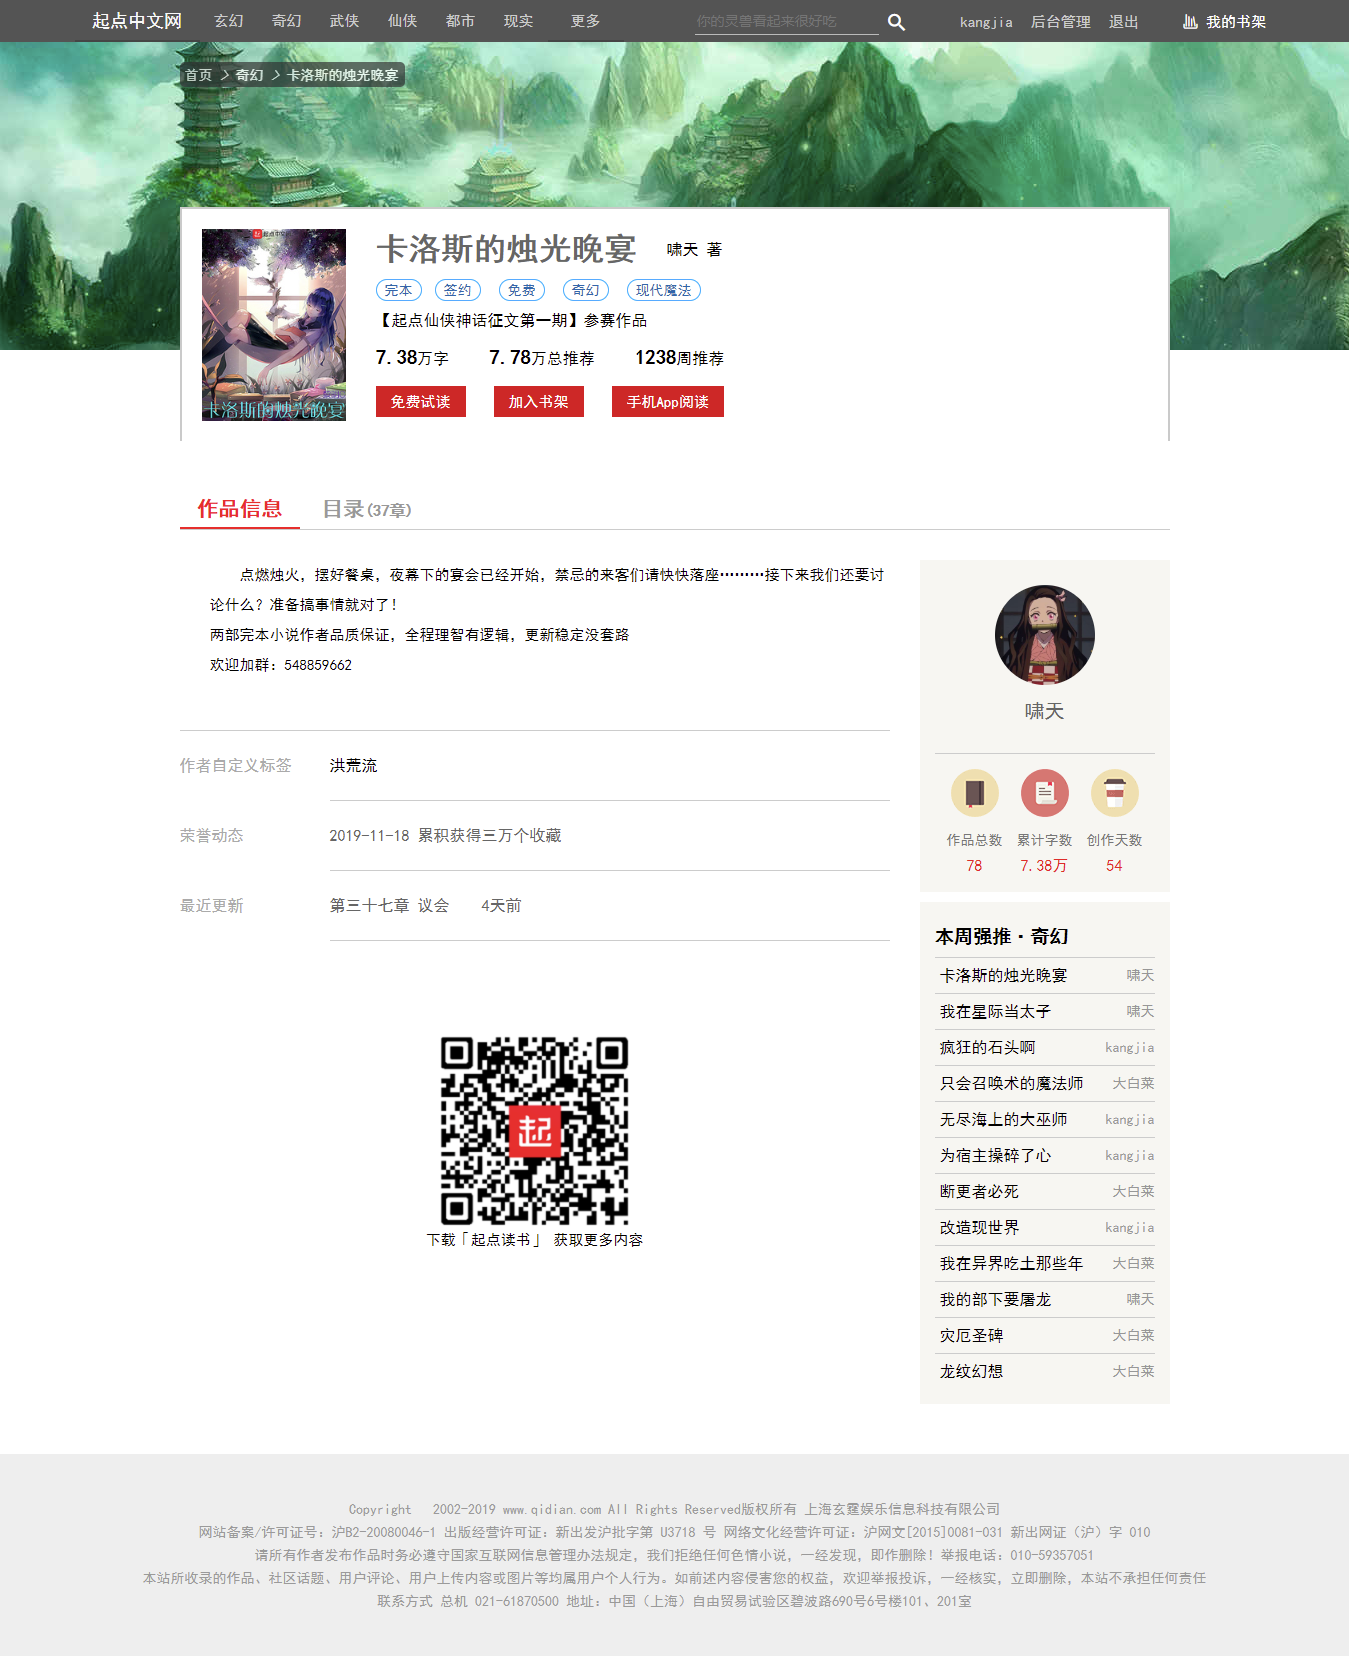 起点中文网 玄幻 奇幻 武侠 仙侠 都市 现实 更多 你的灵兽看起来很好吃 kangjia 后台管理 退出 我的书架
首页 > 奇幻 > 卡洛斯的烛光晚宴
卡洛斯的烛光晚宴 啸天 著
完本 签约 免费 奇幻 现代魔法
【起点仙侠神话征文第一期】参赛作品
7.38万字 7.78万总推荐 1238周推荐
免费试读 加入书架 手机App阅读
卡洛斯的烛光晚宴
作品信息 目录(37章)
点燃烛火，摆好餐桌，夜幕下的宴会已经开始，禁忌的来客们请快快落座………接下来我们还要讨
论什么？准备搞事情就对了！
两部完本小说作者品质保证，全程理智有逻辑，更新稳定没套路
欢迎加群：548859662
作者自定义标签 洪荒流
荣誉动态 2019-11-18 累积获得三万个收藏
最近更新 第三十七章 议会 4天前
起
下载「起点读书」 获取更多内容
啸天
作品总数 累计字数 创作天数
78 7.38万 54
本周强推·奇幻
卡洛斯的烛光晚宴 啸天
我在星际当太子 啸天
疯狂的石头啊 kangjia
只会召唤术的魔法师 大白菜
无尽海上的大巫师 kangjia
为宿主操碎了心 kangjia
断更者必死 大白菜
改造现世界 kangjia
我在异界吃土那些年 大白菜
我的部下要屠龙 啸天
灾厄圣碑 大白菜
龙纹幻想 大白菜
Copyright 2002-2019 www.qidian.com All Rights Reserved版权所有 上海玄霆娱乐信息科技有限公司
网站备案/许可证号：沪B2-20080046-1 出版经营许可证：新出发沪批字第 U3718 号 网络文化经营许可证：沪网文[2015]0081-031 新出网证（沪）字 010
请所有作者发布作品时务必遵守国家互联网信息管理办法规定，我们拒绝任何色情小说，一经发现，即作删除！举报电话：010-59357051
本站所收录的作品、社区话题、用户评论、用户上传内容或图片等均属用户个人行为。如前述内容侵害您的权益，欢迎举报投诉，一经核实，立即删除，本站不承担任何责任
联系方式 总机 021-61870500 地址：中国（上海）自由贸易试验区碧波路690号6号楼101、201室